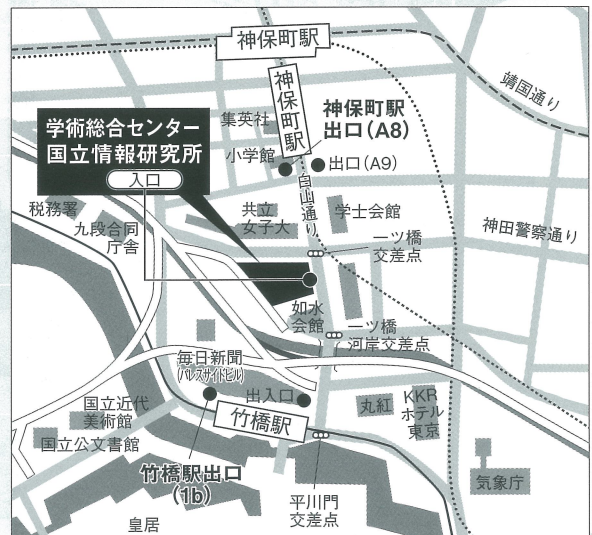 神保町駅
神保町駅
靖国通り
集英社
神保町駅
出口(A8)
学術総合センター
国立情報研究所
入口
小学館
出口(A9)
白山通り
税務署
九段合同
庁舎
共立
女子大
学士会館
神田警察通り
一ツ橋
交差点
如水
会館
一ツ橋
河岸交差点
毎日新聞
(パレスサイドビル)
出入口
竹橋駅
丸紅
KKR
ホテル
東京
国立近代
美術館
国立公文書館
竹橋駅出口
(1b)
平川門
交差点
気象庁
皇居